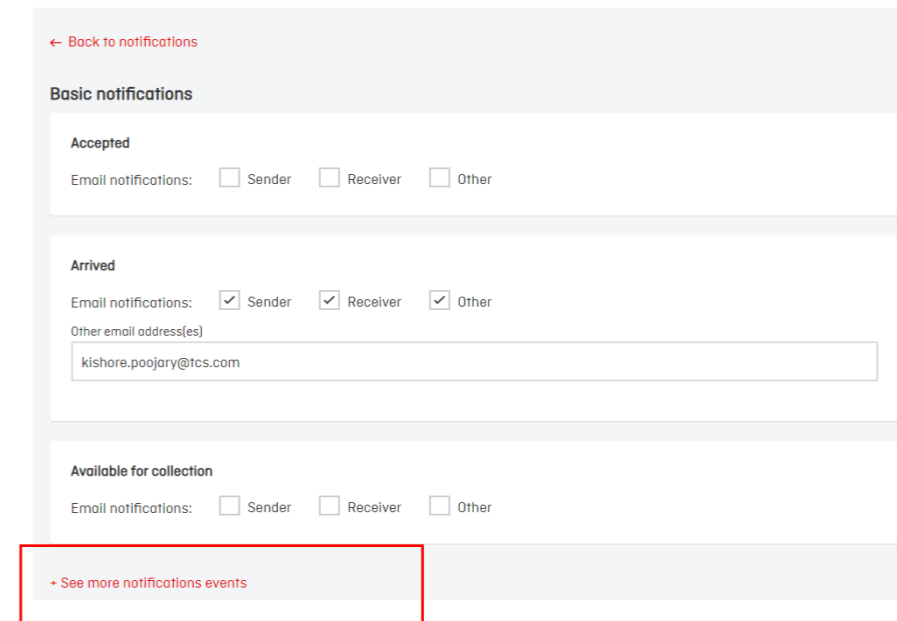 ← Back to notifications
Basic notifications
Accepted
Email notifications: Sender Receiver Other
Arrived
Email notifications: Sender Receiver Other
Other email address(es)
kishore.poojary@tcs.com
Available for collection
Email notifications: Sender Receiver Other
+ See more notifications events